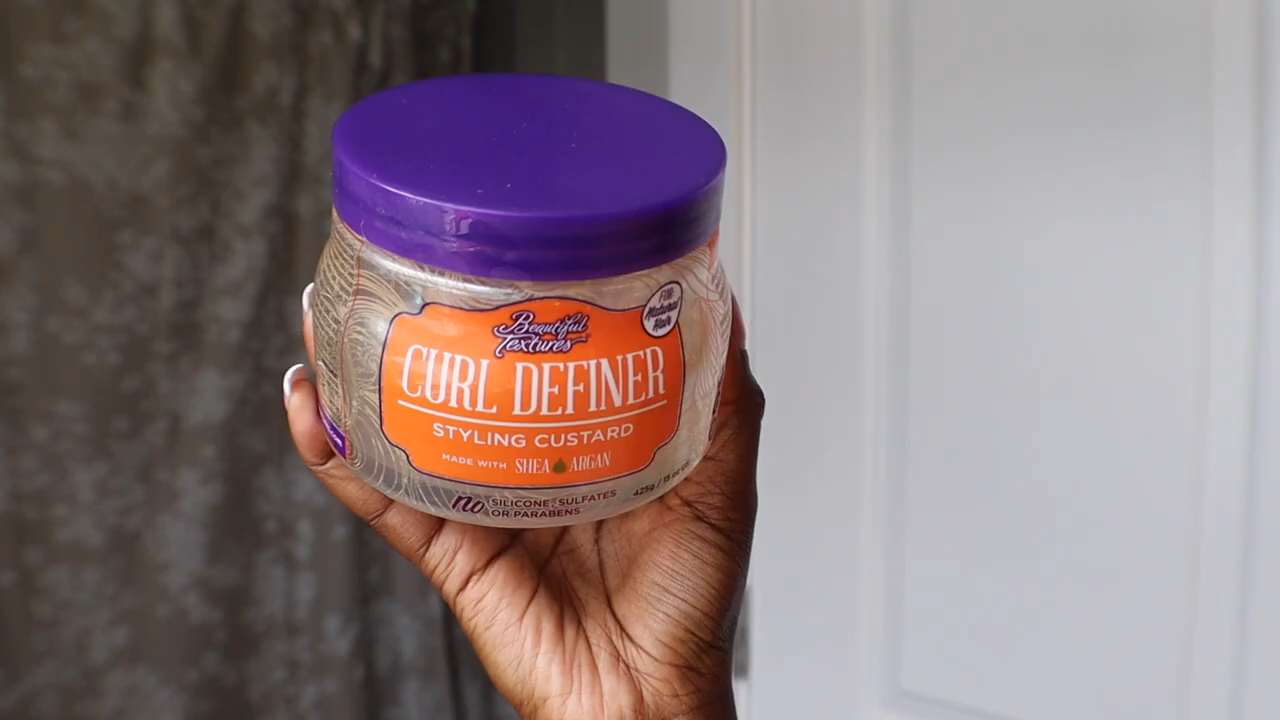 FOR
Natural
Hair
Beautiful
Textures
CURL DEFINER
STYLING CUSTARD
MADE WITH SHEA ARGAN
no SILICONE, SULFATES
OR PARABENS
425g / 15 oz